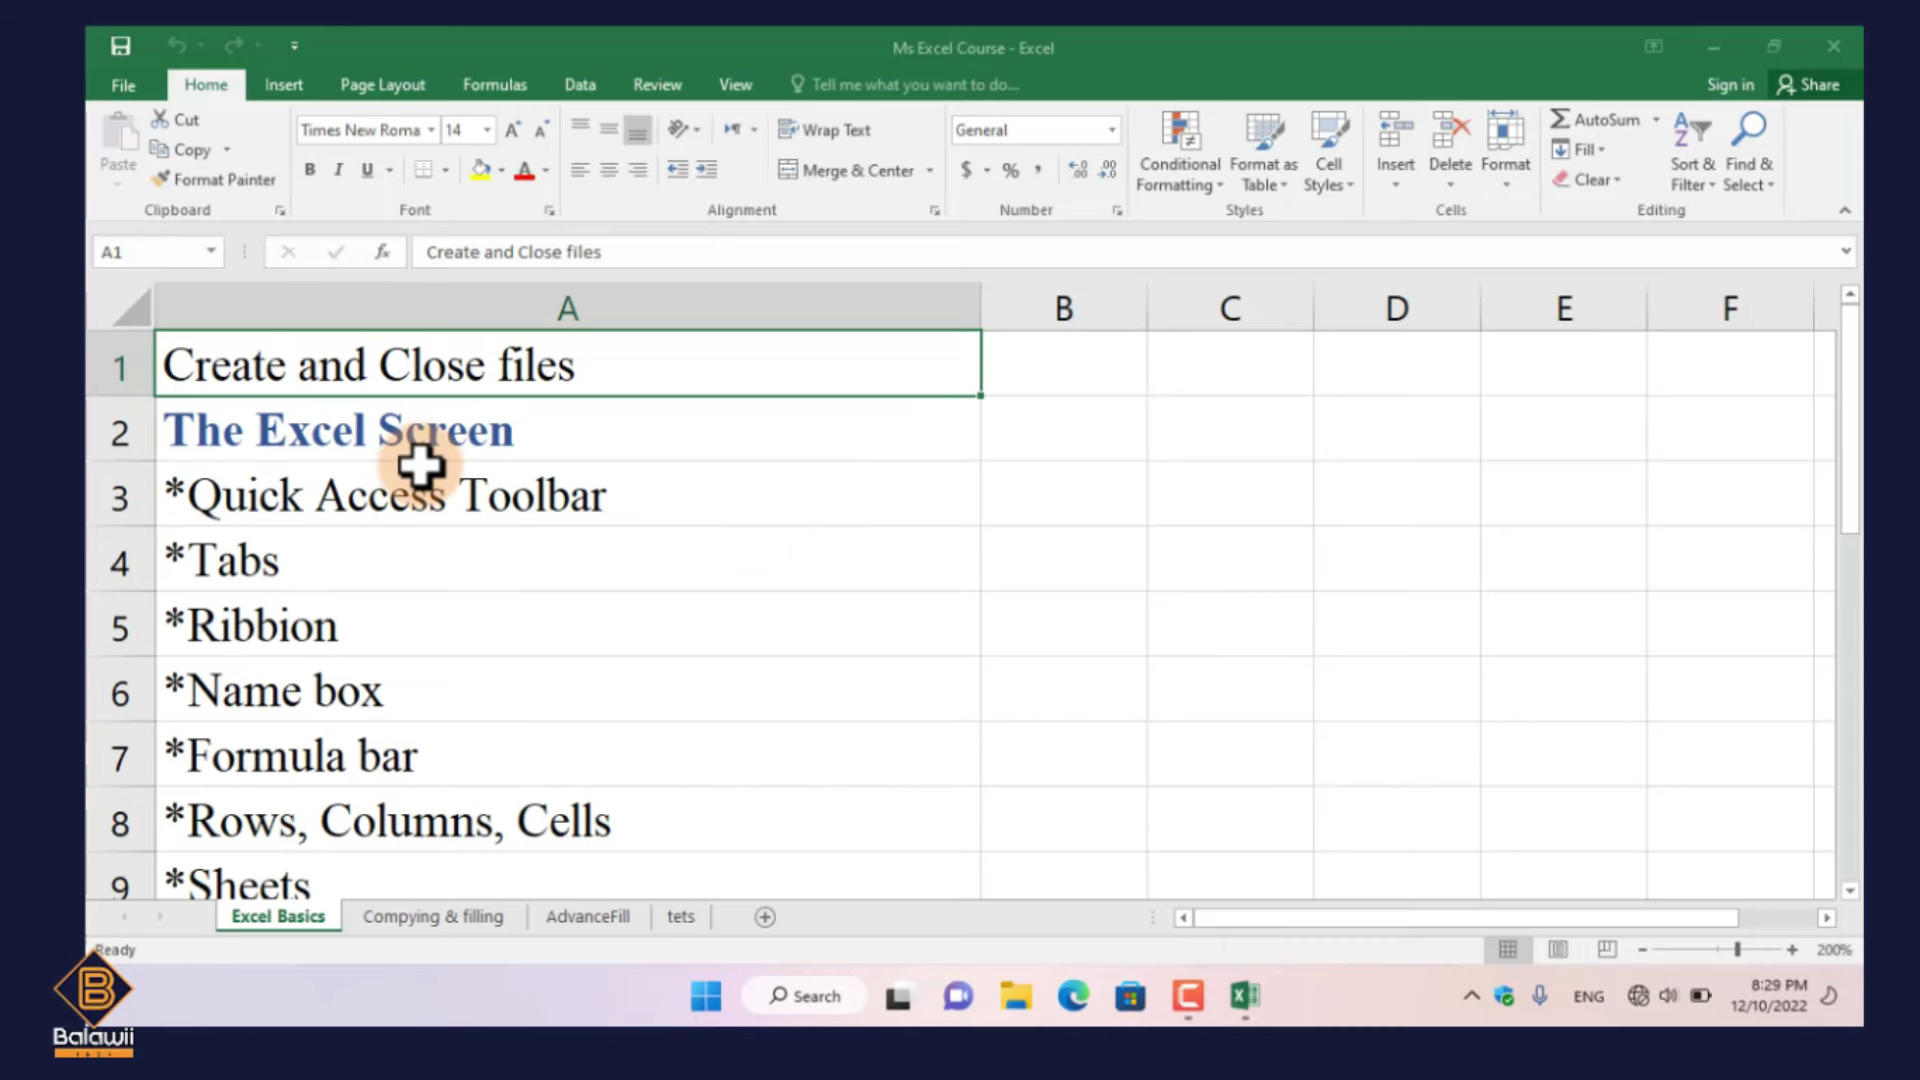 Ms Excel Course - Excel
File Home Insert Page Layout Formulas Data Review View Tell me what you want to do... Sign in Share
Paste
Cut
Copy
Format Painter
Clipboard
Times New Roma 14
B I U
Font
Wrap Text
Merge & Center
Alignment
General
$ % ,
Number
Conditional Formatting
Format as Table
Cell Styles
Styles
Insert
Delete
Format
Cells
AutoSum
Fill
Clear
Sort & Filter
Find & Select
Editing
A1 fx Create and Close files
A B C D E F
1 Create and Close files
2 The Excel Screen
3 *Quick Access Toolbar
4 *Tabs
5 *Ribbion
6 *Name box
7 *Formula bar
8 *Rows, Columns, Cells
9 *Sheets
Excel Basics Compying & filling AdvanceFill tets
Ready 200%
Search ENG 8:29 PM
12/10/2022
B
Balawii